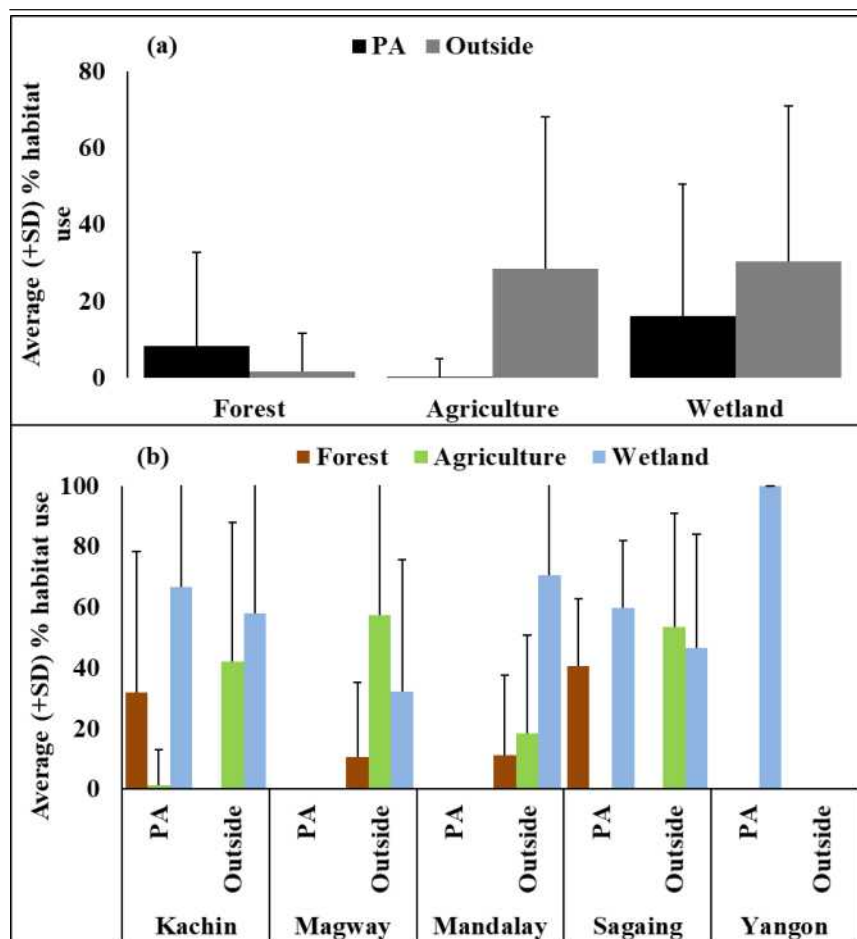 (a)
PA Outside
Average (+SD) % habitat
use
80
60
40
20
0
Forest Agriculture Wetland
(b)
Forest Agriculture Wetland
Average (+SD) % habitat use
100
80
60
40
20
0
PA Outside PA Outside PA Outside PA Outside PA Outside
Kachin Magway Mandalay Sagaing Yangon